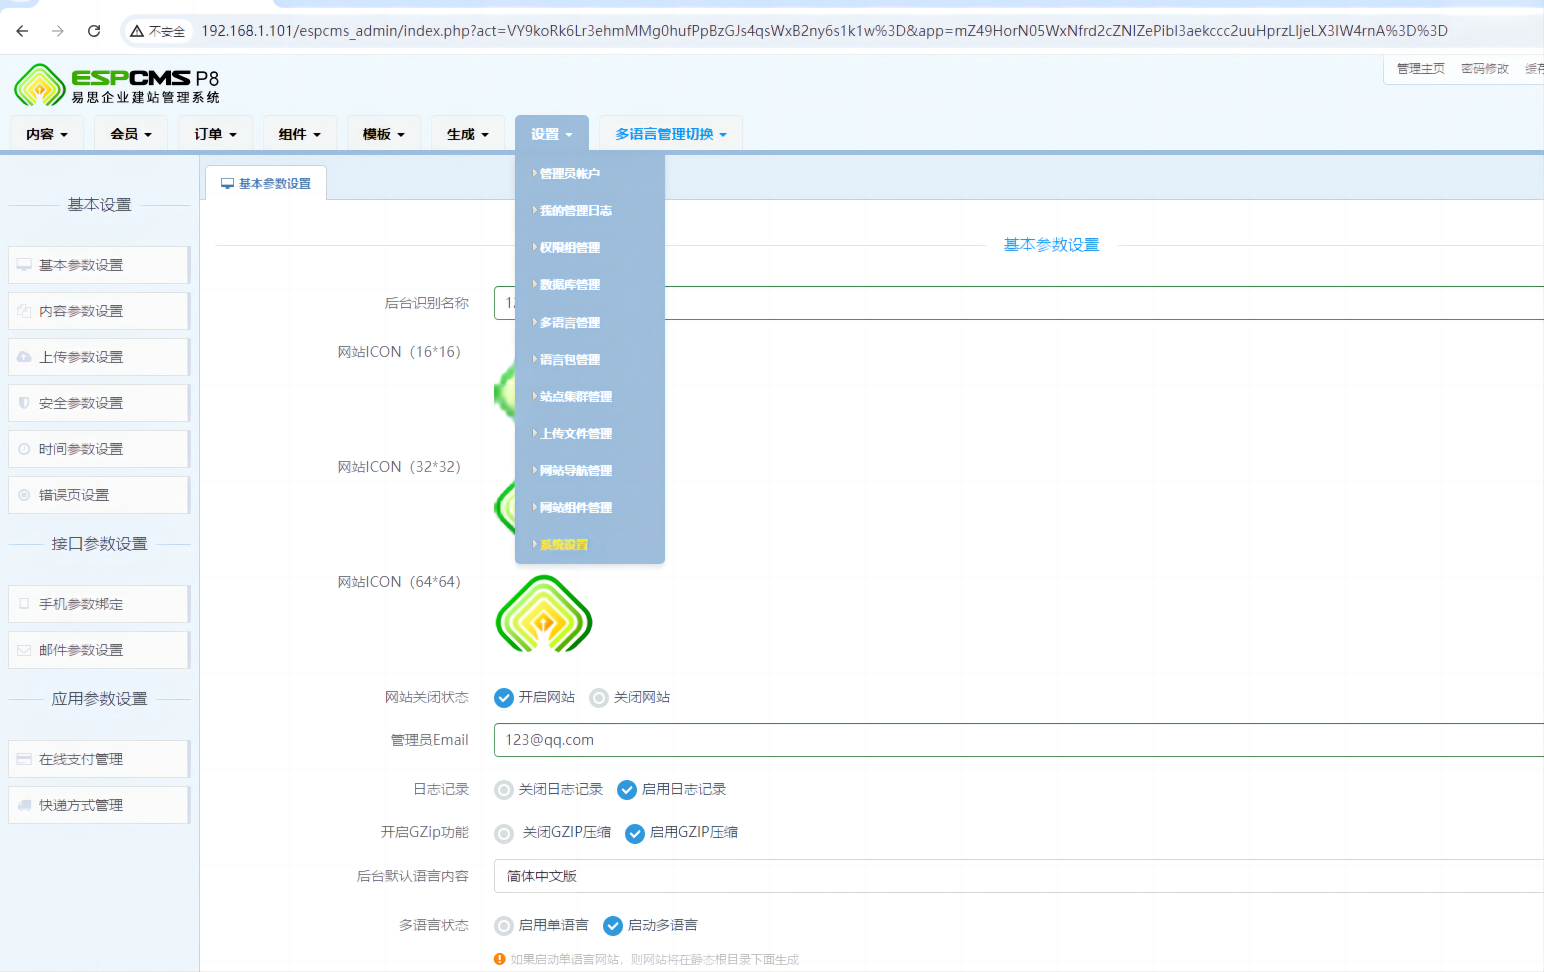 不安全
192.168.1.101/espcms_admin/index.php?act=VY9koRk6Lr3ehmMMg0hufPpBzGJs4qsWxB2ny6s1k1w%3D&app=mZ49HorN05WxNfrd2cZNIZePibI3aekccc2uuHprzLIjeLX3IW4rnA%3D%3D
ESPCMS P8
易思企业建站管理系统
管理主页 密码修改
内容 会员 订单 组件 模板 生成 设置 多语言管理切换
管理员帐户
我的管理日志
权限组管理
数据库管理
多语言管理
语言包管理
站点集群管理
上传文件管理
网站导航管理
网站组件管理
系统设置
基本设置
基本参数设置
内容参数设置
上传参数设置
安全参数设置
时间参数设置
错误页设置
接口参数设置
手机参数绑定
邮件参数设置
应用参数设置
在线支付管理
快递方式管理
基本参数设置
基本参数设置
后台识别名称
网站ICON（16*16）
网站ICON（32*32）
网站ICON（64*64）
网站关闭状态 开启网站 关闭网站
管理员Email 123@qq.com
日志记录 关闭日志记录 启用日志记录
开启GZip功能 关闭GZIP压缩 启用GZIP压缩
后台默认语言内容 简体中文版
多语言状态 启用单语言 启动多语言
如果启动单语言网站，则网站将在静态根目录下面生成